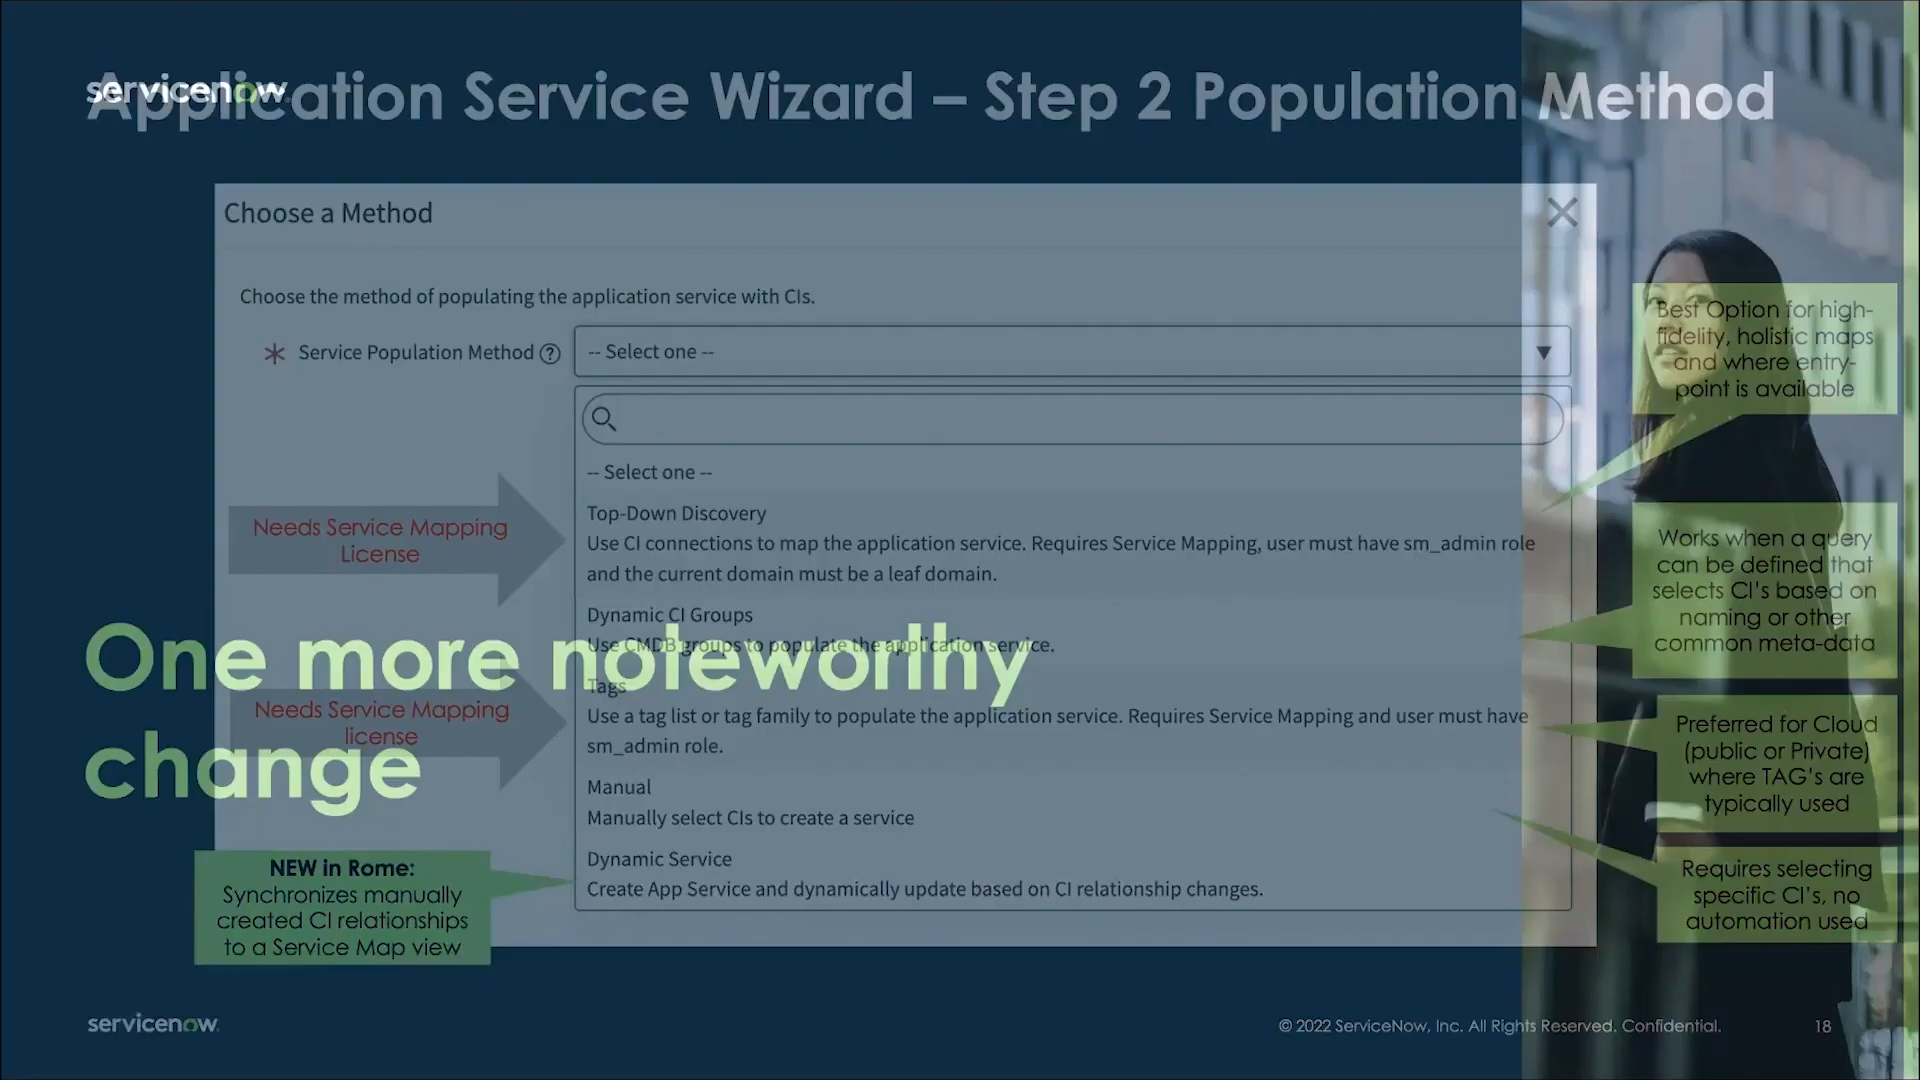 servicenow
Application Service Wizard – Step 2 Population Method
Choose a Method
Choose the method of populating the application service with CIs.
* Service Population Method ?
-- Select one --
-- Select one --
Top-Down Discovery
Use CI connections to map the application service. Requires Service Mapping, user must have sm_admin role
and the current domain must be a leaf domain.
Dynamic CI Groups
Use CMDB groups to populate the application service.
Tags
Use a tag list or tag family to populate the application service. Requires Service Mapping and user must have
sm_admin role.
Manual
Manually select CIs to create a service
Dynamic Service
Create App Service and dynamically update based on CI relationship changes.
Needs Service Mapping
License
Needs Service Mapping
license
One more noteworthy
change
NEW in Rome:
Synchronizes manually
created CI relationships
to a Service Map view
Best Option for high-
fidelity, holistic maps
and where entry-
point is available
Works when a query
can be defined that
selects CI's based on
naming or other
common meta-data
Preferred for Cloud
(public or Private)
where TAG's are
typically used
Requires selecting
specific CI's, no
automation used
servicenow
© 2022 ServiceNow, Inc. All Rights Reserved. Confidential.
18